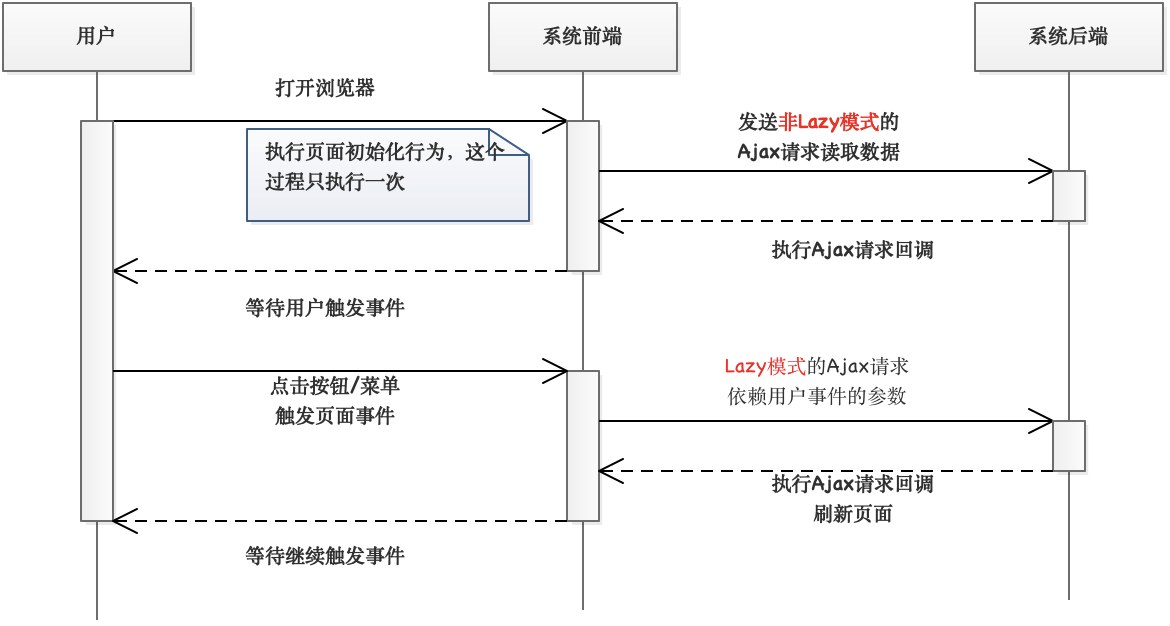 用户
系统前端
系统后端
打开浏览器
发送非Lazy模式的
Ajax请求读取数据
执行页面初始化行为，这个
过程只执行一次
执行Ajax请求回调
等待用户触发事件
Lazy模式的Ajax请求
依赖用户事件的参数
点击按钮/菜单
触发页面事件
执行Ajax请求回调
刷新页面
等待继续触发事件